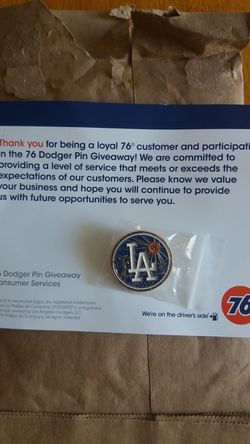 Thank you for being a loyal 76® customer and participati
n the 76 Dodger Pin Giveaway! We are committed to
providing a level of service that meets or exceeds the
expectations of our customers. Please know we value
your business and hope you will continue to provide
us with future opportunities to serve you.
Dodger Pin Giveaway
onsumer Services
LA
76
We're on the driver's side